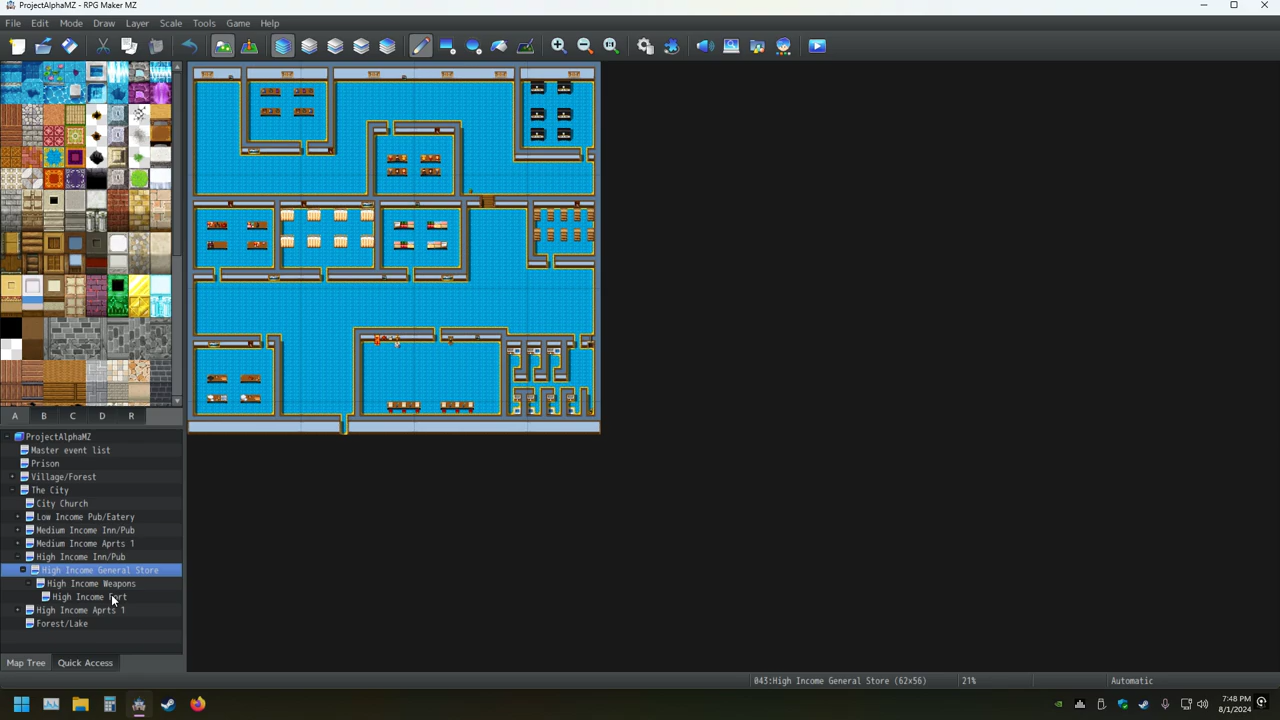 ProjectAlphaMZ - RPG Maker MZ
File Edit Mode Draw Layer Scale Tools Game Help
A B C D R
ProjectAlphaMZ
Master event list
Prison
Village/Forest
The City
City Church
Low Income Pub/Eatery
Medium Income Inn/Pub
Medium Income Aprts 1
High Income Inn/Pub
High Income General Store
High Income Weapons
High Income
High Income Aprts 1
Forest/Lake
Map Tree Quick Access
043:High Income General Store (62x56) 21% Automatic
7:48 PM
8/1/2024